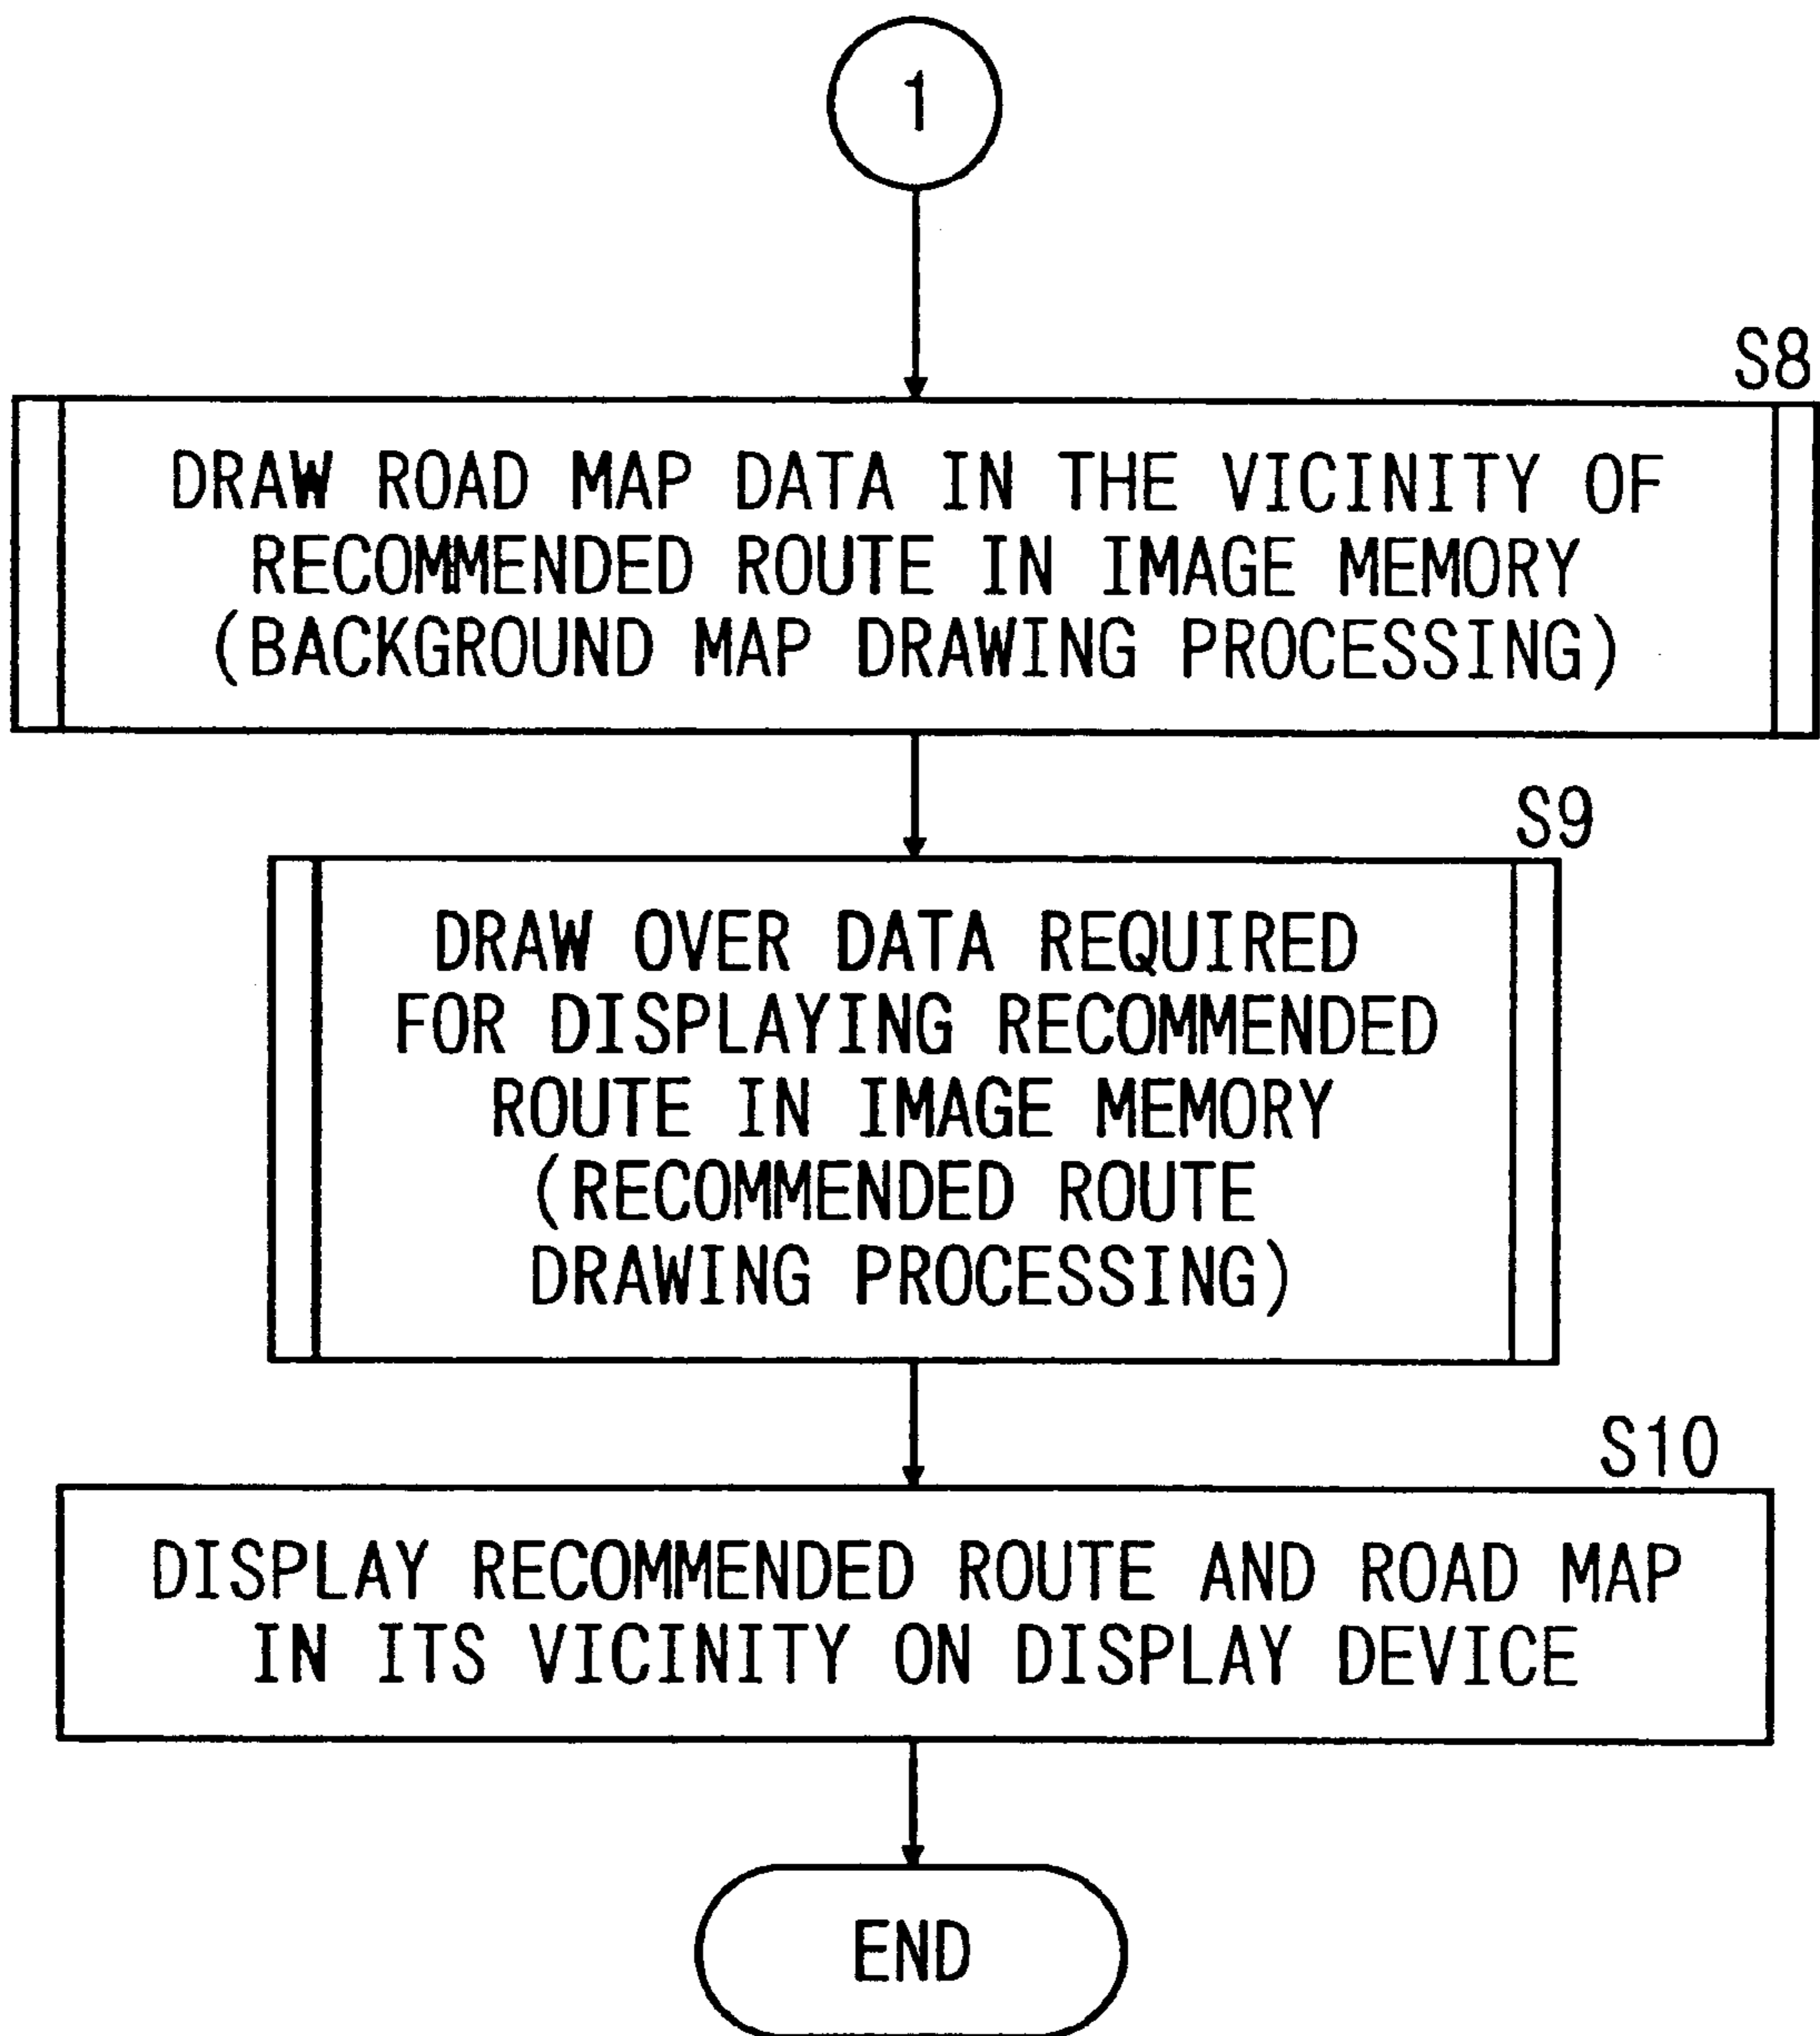 1
S8
DRAW ROAD MAP DATA IN THE VICINITY OF
RECOMMENDED ROUTE IN IMAGE MEMORY
(BACKGROUND MAP DRAWING PROCESSING)
S9
DRAW OVER DATA REQUIRED
FOR DISPLAYING RECOMMENDED
ROUTE IN IMAGE MEMORY
(RECOMMENDED ROUTE
DRAWING PROCESSING)
S10
DISPLAY RECOMMENDED ROUTE AND ROAD MAP
IN ITS VICINITY ON DISPLAY DEVICE
END